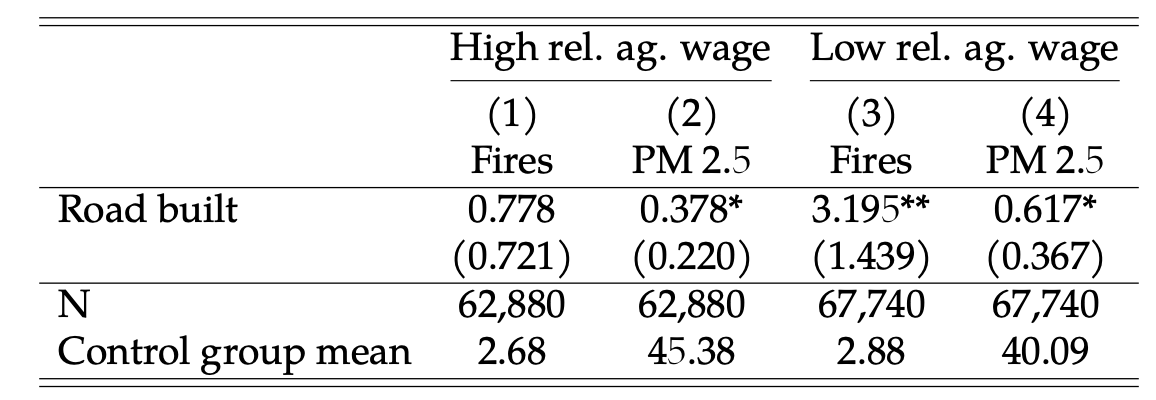 High rel. ag. wage Low rel. ag. wage
(1) (2) (3) (4)
Fires PM 2.5 Fires PM 2.5
Road built 0.778 0.378* 3.195** 0.617*
(0.721) (0.220) (1.439) (0.367)
N 62,880 62,880 67,740 67,740
Control group mean 2.68 45.38 2.88 40.09